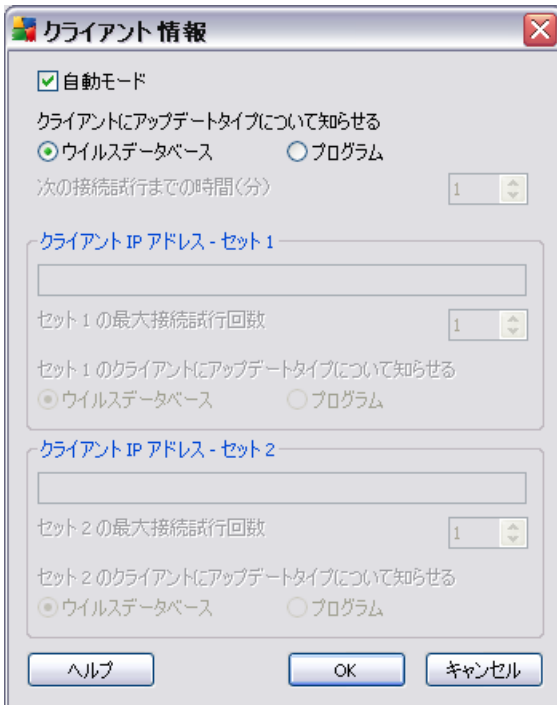 クライアント 情報
自動モード
クライアントにアップデートタイプについて知らせる
ウイルスデータベース プログラム
次の接続試行までの時間(分) 1
クライアント IP アドレス - セット 1
セット 1 の最大接続試行回数 1
セット 1 のクライアントにアップデートタイプについて知らせる
ウイルスデータベース プログラム
クライアント IP アドレス - セット 2
セット 2 の最大接続試行回数 1
セット 2 のクライアントにアップデートタイプについて知らせる
ウイルスデータベース プログラム
ヘルプ OK キャンセル